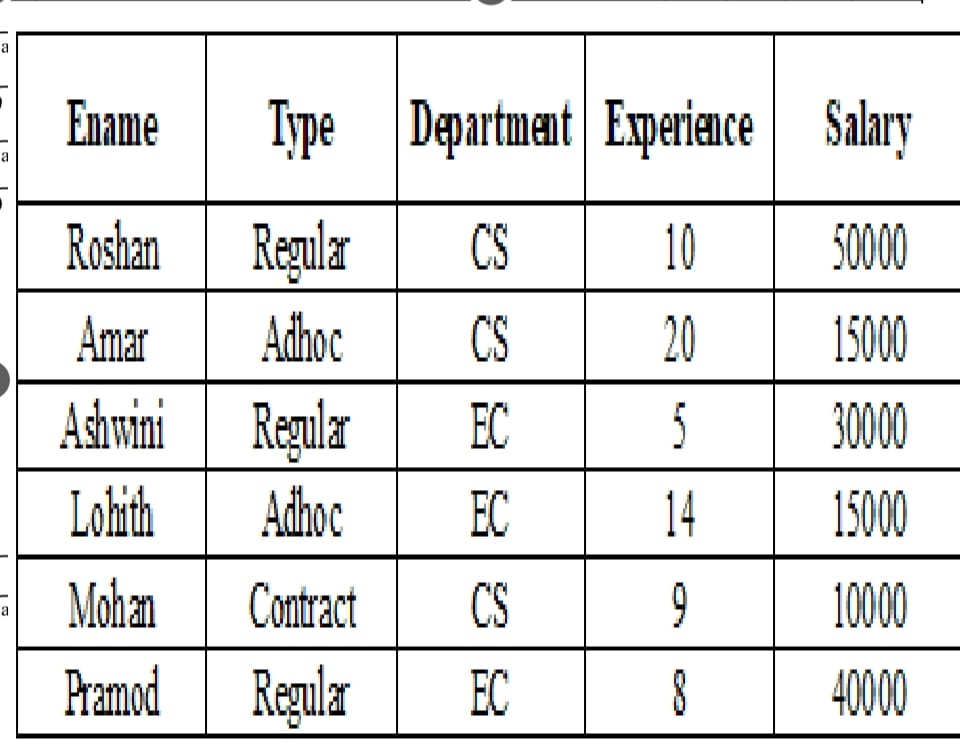 Ename Type Department Experience Salary
Roshan Regular CS 10 50000
Amar Adhoc CS 20 15000
Ashwini Regular EC 5 30000
Lohith Adhoc EC 14 15000
Mohan Contract CS 9 10000
Pramod Regular EC 8 40000